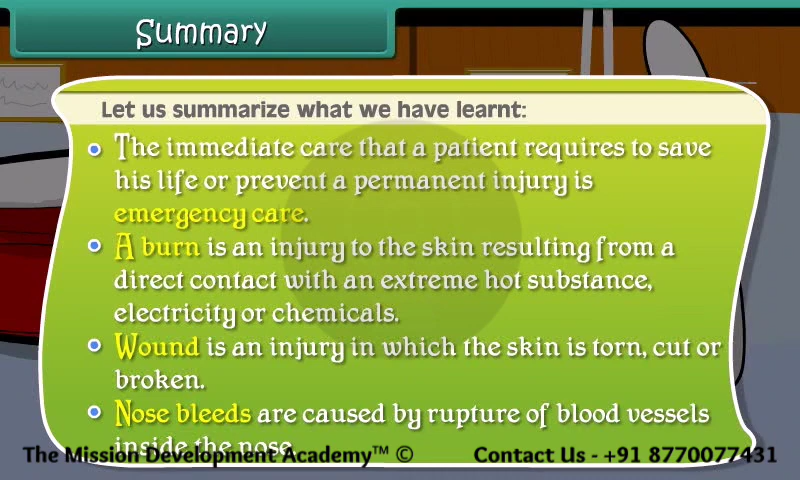 Summary
Let us summarize what we have learnt:
The immediate care that a patient requires to save
his life or prevent a permanent injury is
emergency care.
A burn is an injury to the skin resulting from a
direct contact with an extreme hot substance,
electricity or chemicals.
Wound is an injury in which the skin is torn, cut or
broken.
Nose bleeds are caused by rupture of blood vessels
inside the nose.
The Mission Development Academy™ © Contact Us - +91 8770077431